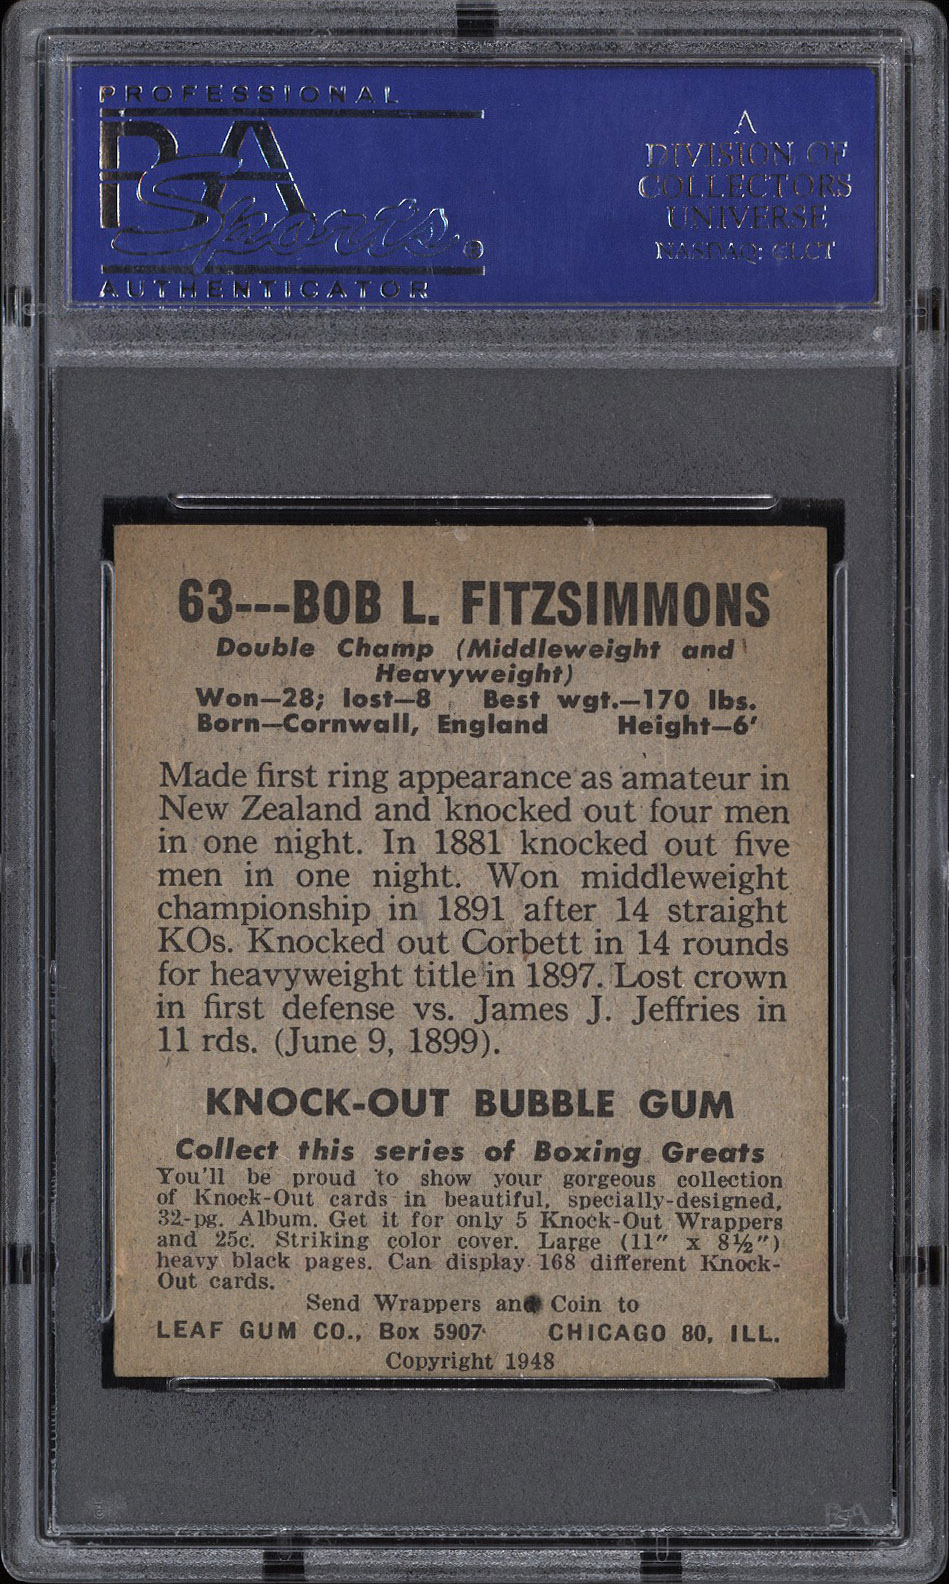 PROFESSIONAL
PSA
Sports®
AUTHENTICATOR
A
DIVISION OF
COLLECTORS
UNIVERSE
NASDAQ: CLCT
63---BOB L. FITZSIMMONS
Double Champ (Middleweight and
Heavyweight)
Won—28; lost—8 Best wgt.—170 lbs.
Born—Cornwall, England Height—6'
Made first ring appearance as amateur in
New Zealand and knocked out four men
in one night. In 1881 knocked out five
men in one night. Won middleweight
championship in 1891 after 14 straight
KOs. Knocked out Corbett in 14 rounds
for heavyweight title in 1897. Lost crown
in first defense vs. James J. Jeffries in
11 rds. (June 9, 1899).
KNOCK-OUT BUBBLE GUM
Collect this series of Boxing Greats
You'll be proud to show your gorgeous collection
of Knock-Out cards in beautiful, specially-designed,
32-pg. Album. Get it for only 5 Knock-Out Wrappers
and 25c. Striking color cover. Large (11" x 8½")
heavy black pages. Can display 168 different Knock-
Out cards.
Send Wrappers and Coin to
LEAF GUM CO., Box 5907 CHICAGO 80, ILL.
Copyright 1948
PSA